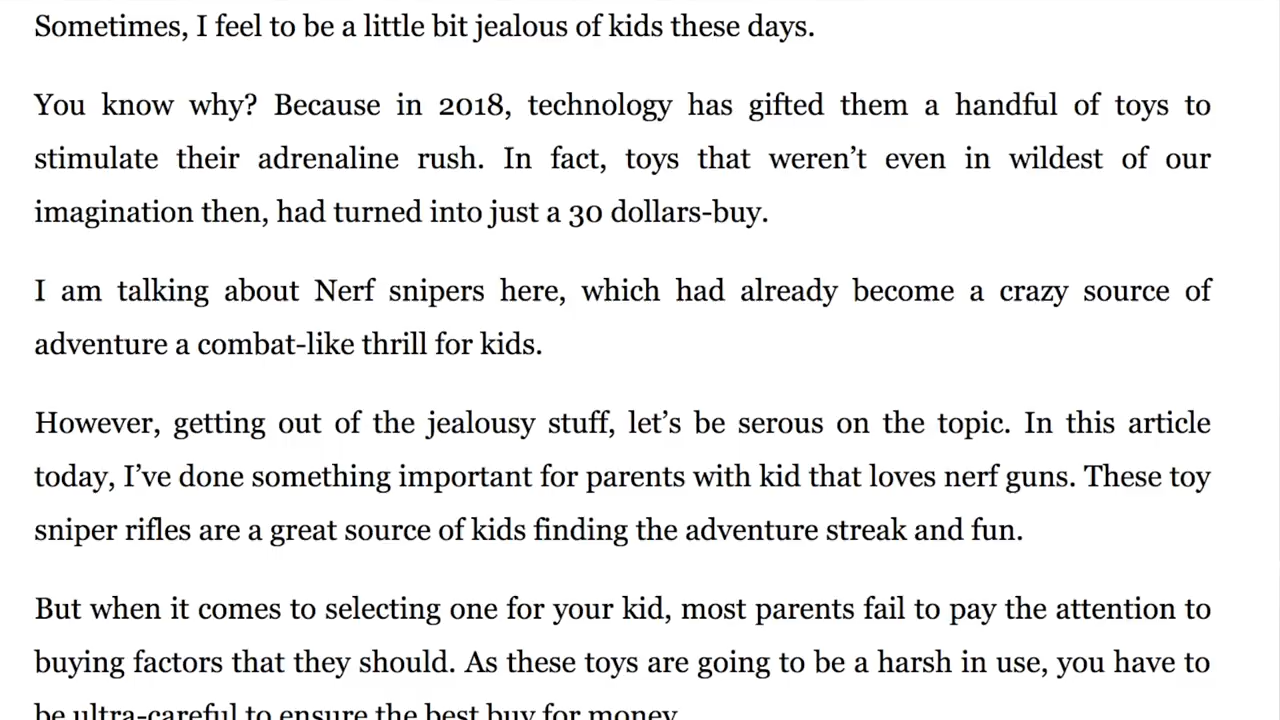 Sometimes, I feel to be a little bit jealous of kids these days.
You know why? Because in 2018, technology has gifted them a handful of toys to
stimulate their adrenaline rush. In fact, toys that weren’t even in wildest of our
imagination then, had turned into just a 30 dollars-buy.
I am talking about Nerf snipers here, which had already become a crazy source of
adventure a combat-like thrill for kids.
However, getting out of the jealousy stuff, let’s be serous on the topic. In this article
today, I’ve done something important for parents with kid that loves nerf guns. These toy
sniper rifles are a great source of kids finding the adventure streak and fun.
But when it comes to selecting one for your kid, most parents fail to pay the attention to
buying factors that they should. As these toys are going to be a harsh in use, you have to
be ultra-careful to ensure the best buy for money.